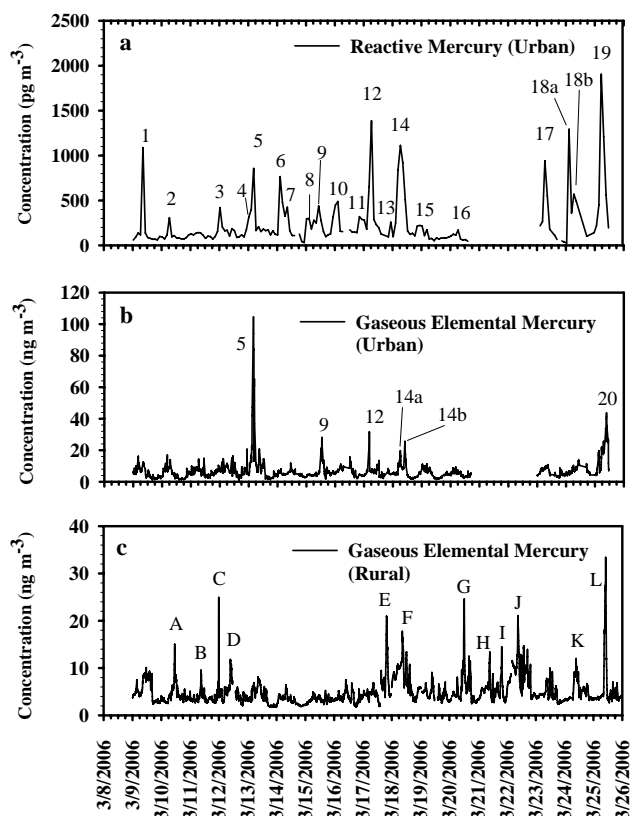 a
Reactive Mercury (Urban)
Concentration (pg m-3)
2500
2000
1500
1000
500
0
1
2
3
4
5
6
7
8
9
10
11
12
13
14
15
16
17
18a
18b
19
b
Gaseous Elemental Mercury
(Urban)
Concentration (ng m-3)
120
100
80
60
40
20
0
5
9
12
14a
14b
20
c
Gaseous Elemental Mercury
(Rural)
Concentration (ng m-3)
40
30
20
10
0
A
B
C
D
E
F
G
H
I
J
K
L
3/8/2006
3/9/2006
3/10/2006
3/11/2006
3/12/2006
3/13/2006
3/14/2006
3/15/2006
3/16/2006
3/17/2006
3/18/2006
3/19/2006
3/20/2006
3/21/2006
3/22/2006
3/23/2006
3/24/2006
3/25/2006
3/26/2006